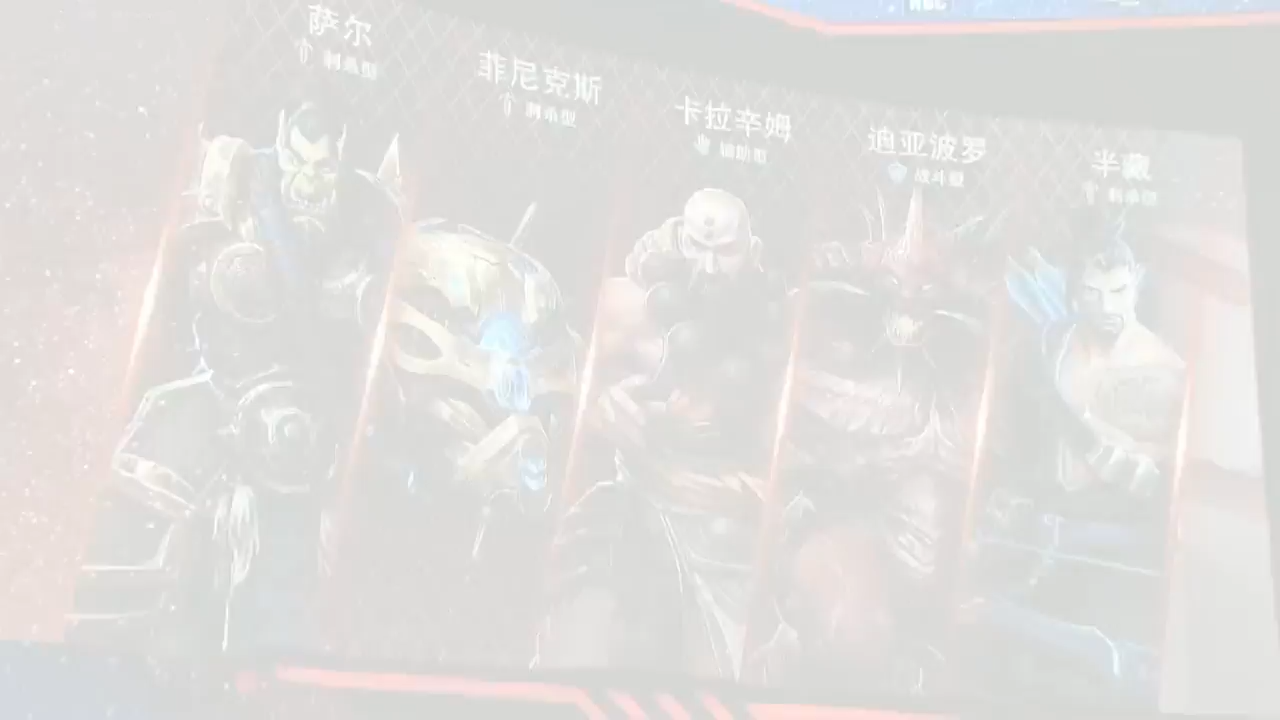 萨尔
刺杀型
菲尼克斯
刺杀型
卡拉辛姆
辅助型
迪亚波罗
战斗型
半藏
刺杀型